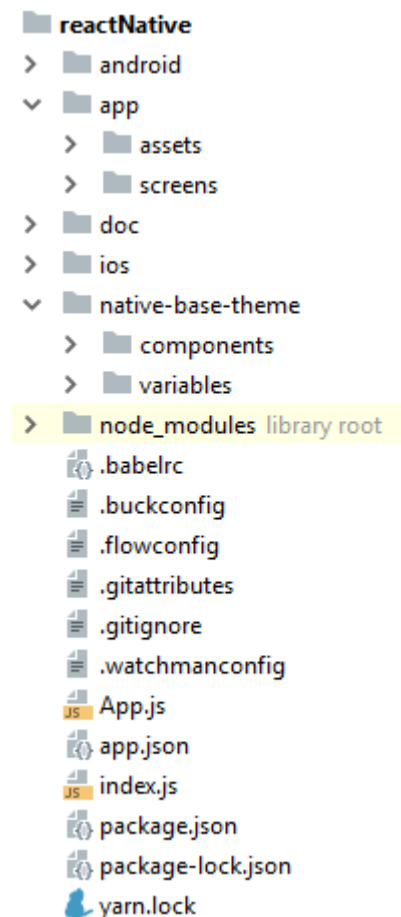 reactNative
android
app
assets
screens
doc
ios
native-base-theme
components
variables
node_modules library root
.babelrc
.buckconfig
.flowconfig
.gitattributes
.gitignore
.watchmanconfig
App.js
app.json
index.js
package.json
package-lock.json
yarn.lock